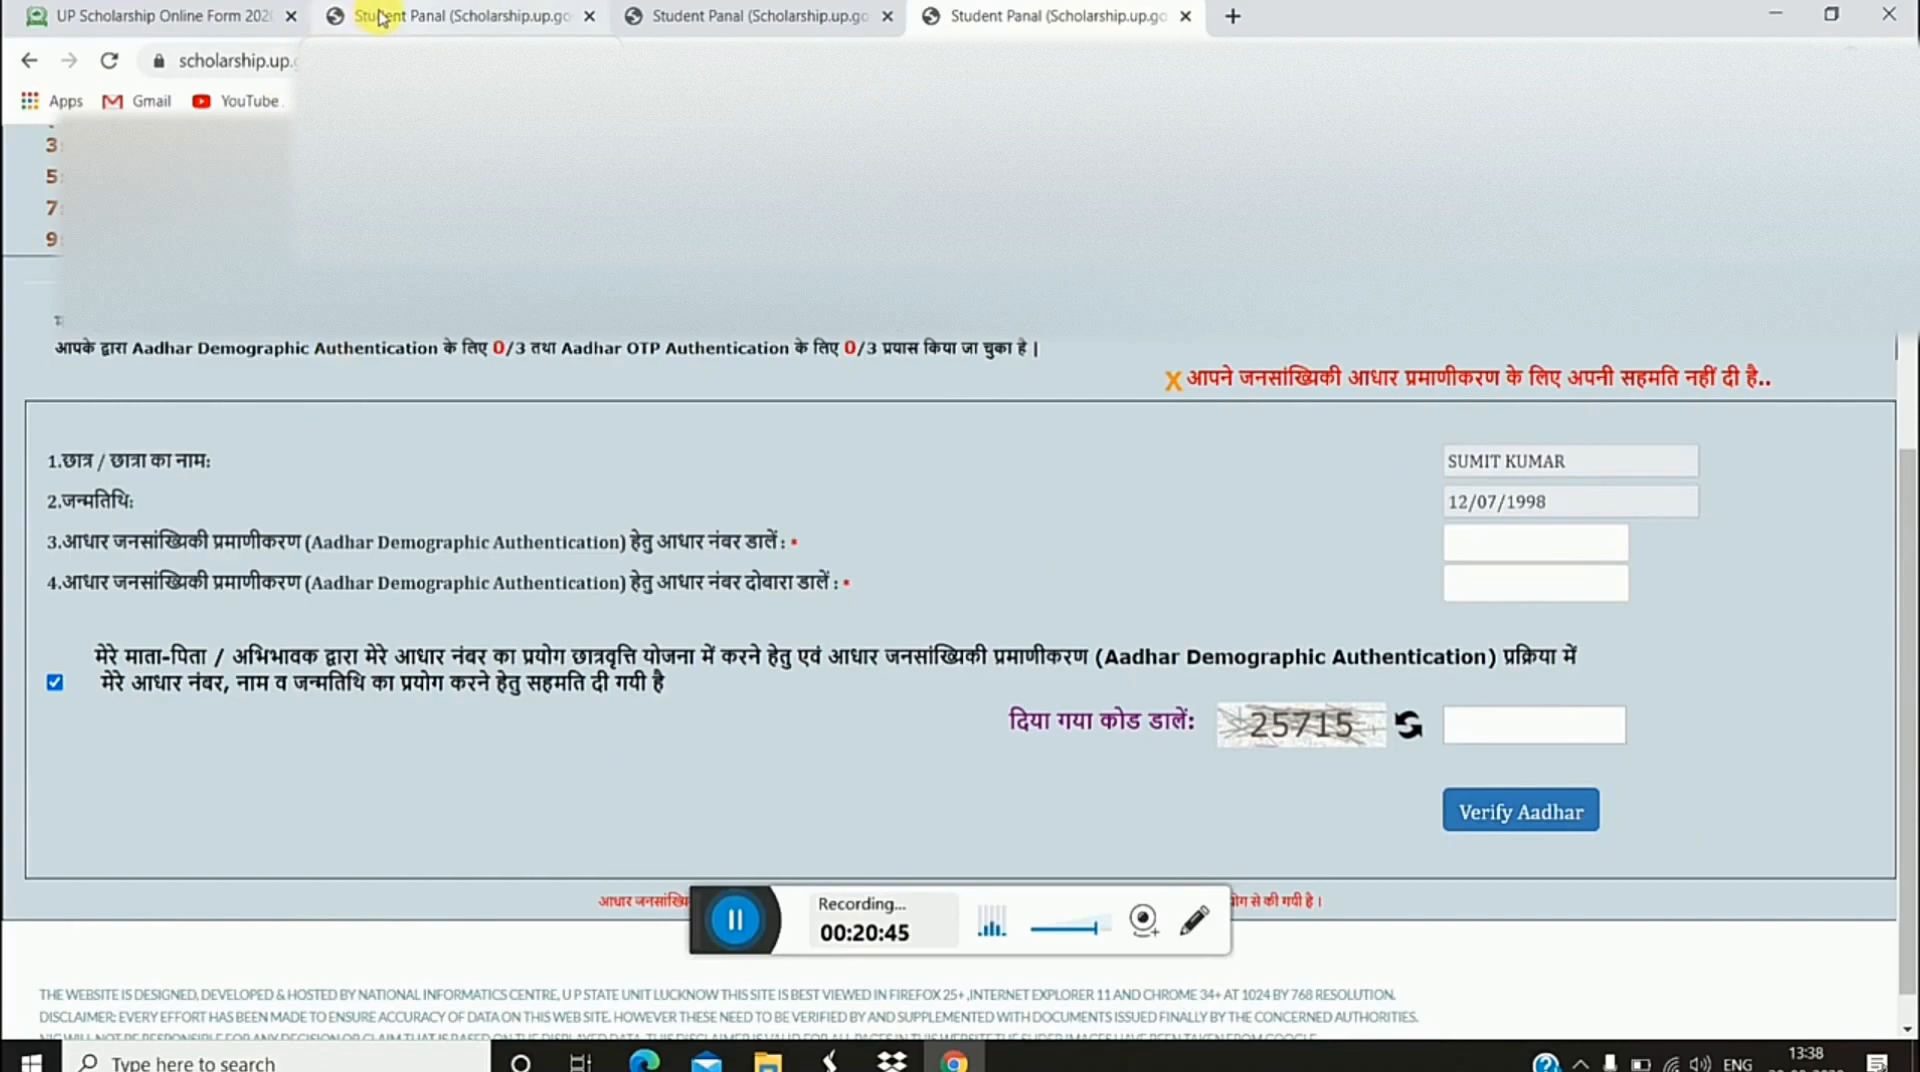 UP Scholarship Online Form 202
Student Panal (Scholarship.up.go
Student Panal (Scholarship.up.go
Student Panal (Scholarship.up.go
scholarship.up.
Apps
Gmail
YouTube
3:
5:
7:
9:
आपके द्वारा Aadhar Demographic Authentication के लिए 0/3 तथा Aadhar OTP Authentication के लिए 0/3 प्रयास किया जा चुका है |
X आपने जनसांख्यिकी आधार प्रमाणीकरण के लिए अपनी सहमति नहीं दी है..
1.छात्र / छात्रा का नाम:
SUMIT KUMAR
2.जन्मतिथि:
12/07/1998
3.आधार जनसांख्यिकी प्रमाणीकरण (Aadhar Demographic Authentication) हेतु आधार नंबर डालें : *
4.आधार जनसांख्यिकी प्रमाणीकरण (Aadhar Demographic Authentication) हेतु आधार नंबर दोबारा डालें : *
मेरे माता-पिता / अभिभावक द्वारा मेरे आधार नंबर का प्रयोग छात्रवृत्ति योजना में करने हेतु एवं आधार जनसांख्यिकी प्रमाणीकरण (Aadhar Demographic Authentication) प्रक्रिया में
मेरे आधार नंबर, नाम व जन्मतिथि का प्रयोग करने हेतु सहमति दी गयी है
दिया गया कोड डालें:
25715
Verify Aadhar
आधार जनसांख्यि
से की गयी है ।
Recording...
00:20:45
THE WEBSITE IS DESIGNED, DEVELOPED & HOSTED BY NATIONAL INFORMATICS CENTRE, U P STATE UNIT LUCKNOW THIS SITE IS BEST VIEWED IN FIREFOX 25+ ,INTERNET EXPLORER 11 AND CHROME 34+ AT 1024 BY 768 RESOLUTION.
DISCLAIMER: EVERY EFFORT HAS BEEN MADE TO ENSURE ACCURACY OF DATA ON THIS WEB SITE. HOWEVER THESE NEED TO BE VERIFIED BY AND SUPPLEMENTED WITH DOCUMENTS ISSUED FINALLY BY THE CONCERNED AUTHORITIES.
Type here to search
ENG
13:38